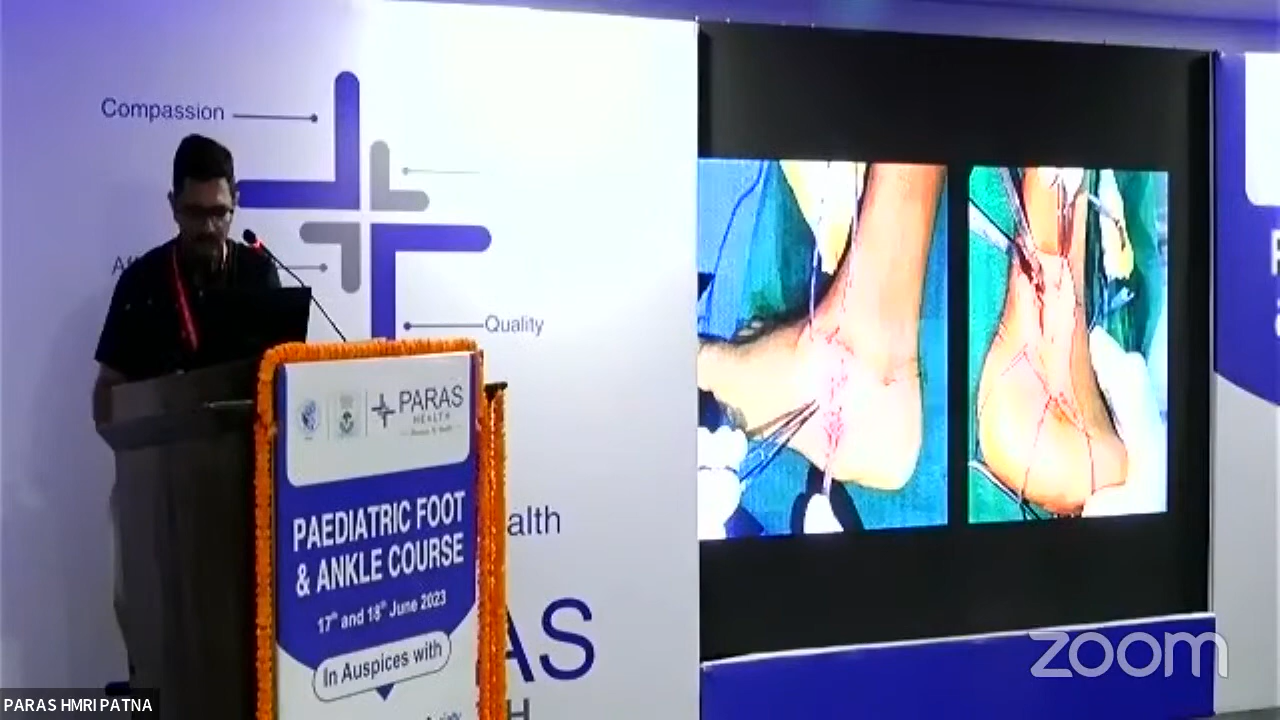 Compassion
Quality
PARAS
HEALTH
PAEDIATRIC FOOT
& ANKLE COURSE
17th and 18th June 2023
In Auspices with
ealth
AS
H
zoom
PARAS HMRI PATNA